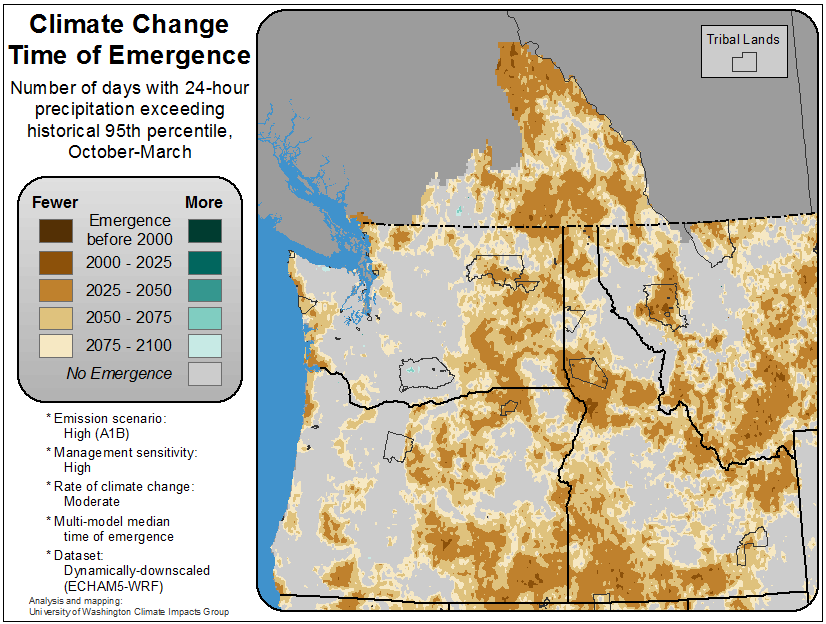 Climate Change
Time of Emergence
Number of days with 24-hour
precipitation exceeding
historical 95th percentile,
October-March
Fewer More
Emergence
before 2000
2000 - 2025
2025 - 2050
2050 - 2075
2075 - 2100
No Emergence
* Emission scenario:
High (A1B)
* Management sensitivity:
High
* Rate of climate change:
Moderate
* Multi-model median
time of emergence
* Dataset:
Dynamically-downscaled
(ECHAM5-WRF)
Analysis and mapping:
University of Washington Climate Impacts Group
Tribal Lands